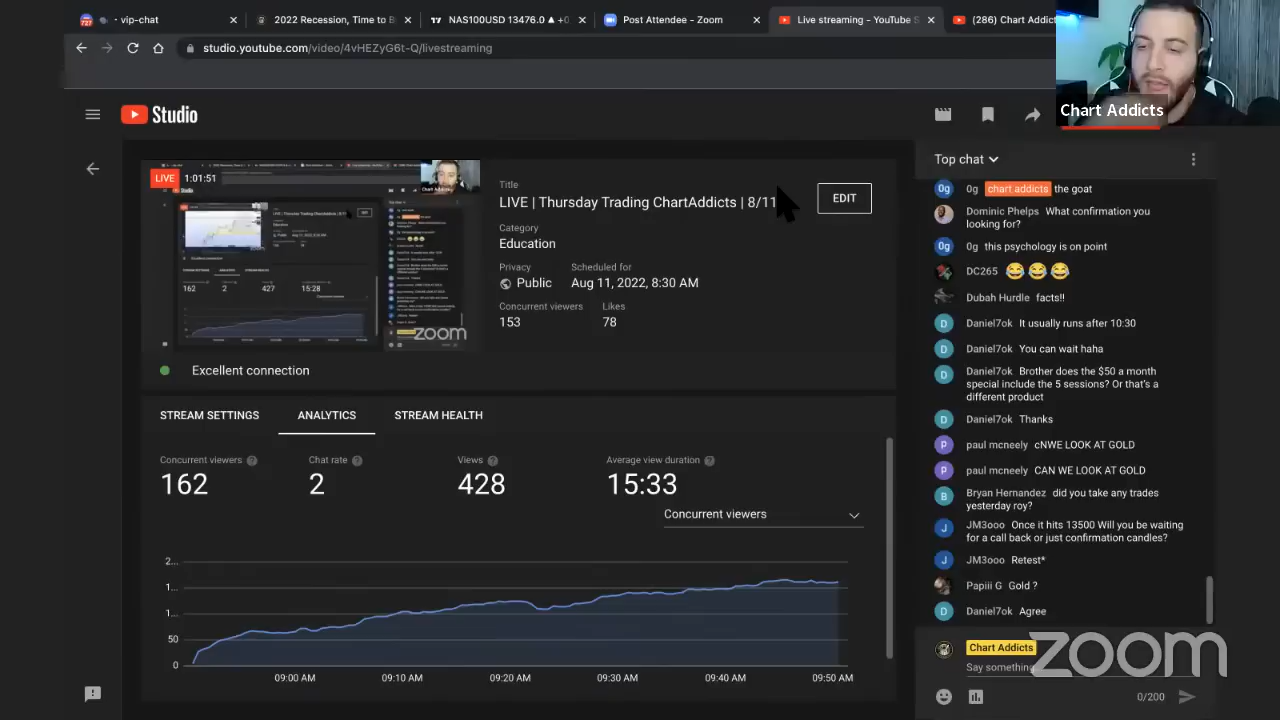 vip-chat
2022 Recession, Time to B
NAS100USD 13476.0
Post Attendee - Zoom
Live streaming - YouTube S
(286) Chart Addict
studio.youtube.com/video/4vHEZyG6t-Q/livestreaming
Chart Addicts
Studio
LIVE 1:01:51
Title
LIVE | Thursday Trading ChartAddicts | 8/11
EDIT
Category
Education
Privacy
Scheduled for
Public
Aug 11, 2022, 8:30 AM
Concurrent viewers
Likes
153
78
zoom
Excellent connection
STREAM SETTINGS
ANALYTICS
STREAM HEALTH
Concurrent viewers
Chat rate
Views
Average view duration
162
2
428
15:33
Concurrent viewers
2...
1...
1...
50
0
09:00 AM
09:10 AM
09:20 AM
09:30 AM
09:40 AM
09:50 AM
Top chat
0g chart addicts the goat
Dominic Phelps What confirmation you
looking for?
0g this psychology is on point
DC265 😂😂😂
Dubah Hurdle facts!!
Daniel7ok It usually runs after 10:30
Daniel7ok You can wait haha
Daniel7ok Brother does the $50 a month
special include the 5 sessions? Or that's a
different product
Daniel7ok Thanks
paul mcneely cNWE LOOK AT GOLD
paul mcneely CAN WE LOOK AT GOLD
Bryan Hernandez did you take any trades
yesterday roy?
JM3ooo Once it hits 13500 Will you be waiting
for a call back or just confirmation candles?
JM3ooo Retest*
Papiii G Gold ?
Daniel7ok Agree
Chart Addicts
Say something
0/200
zoom